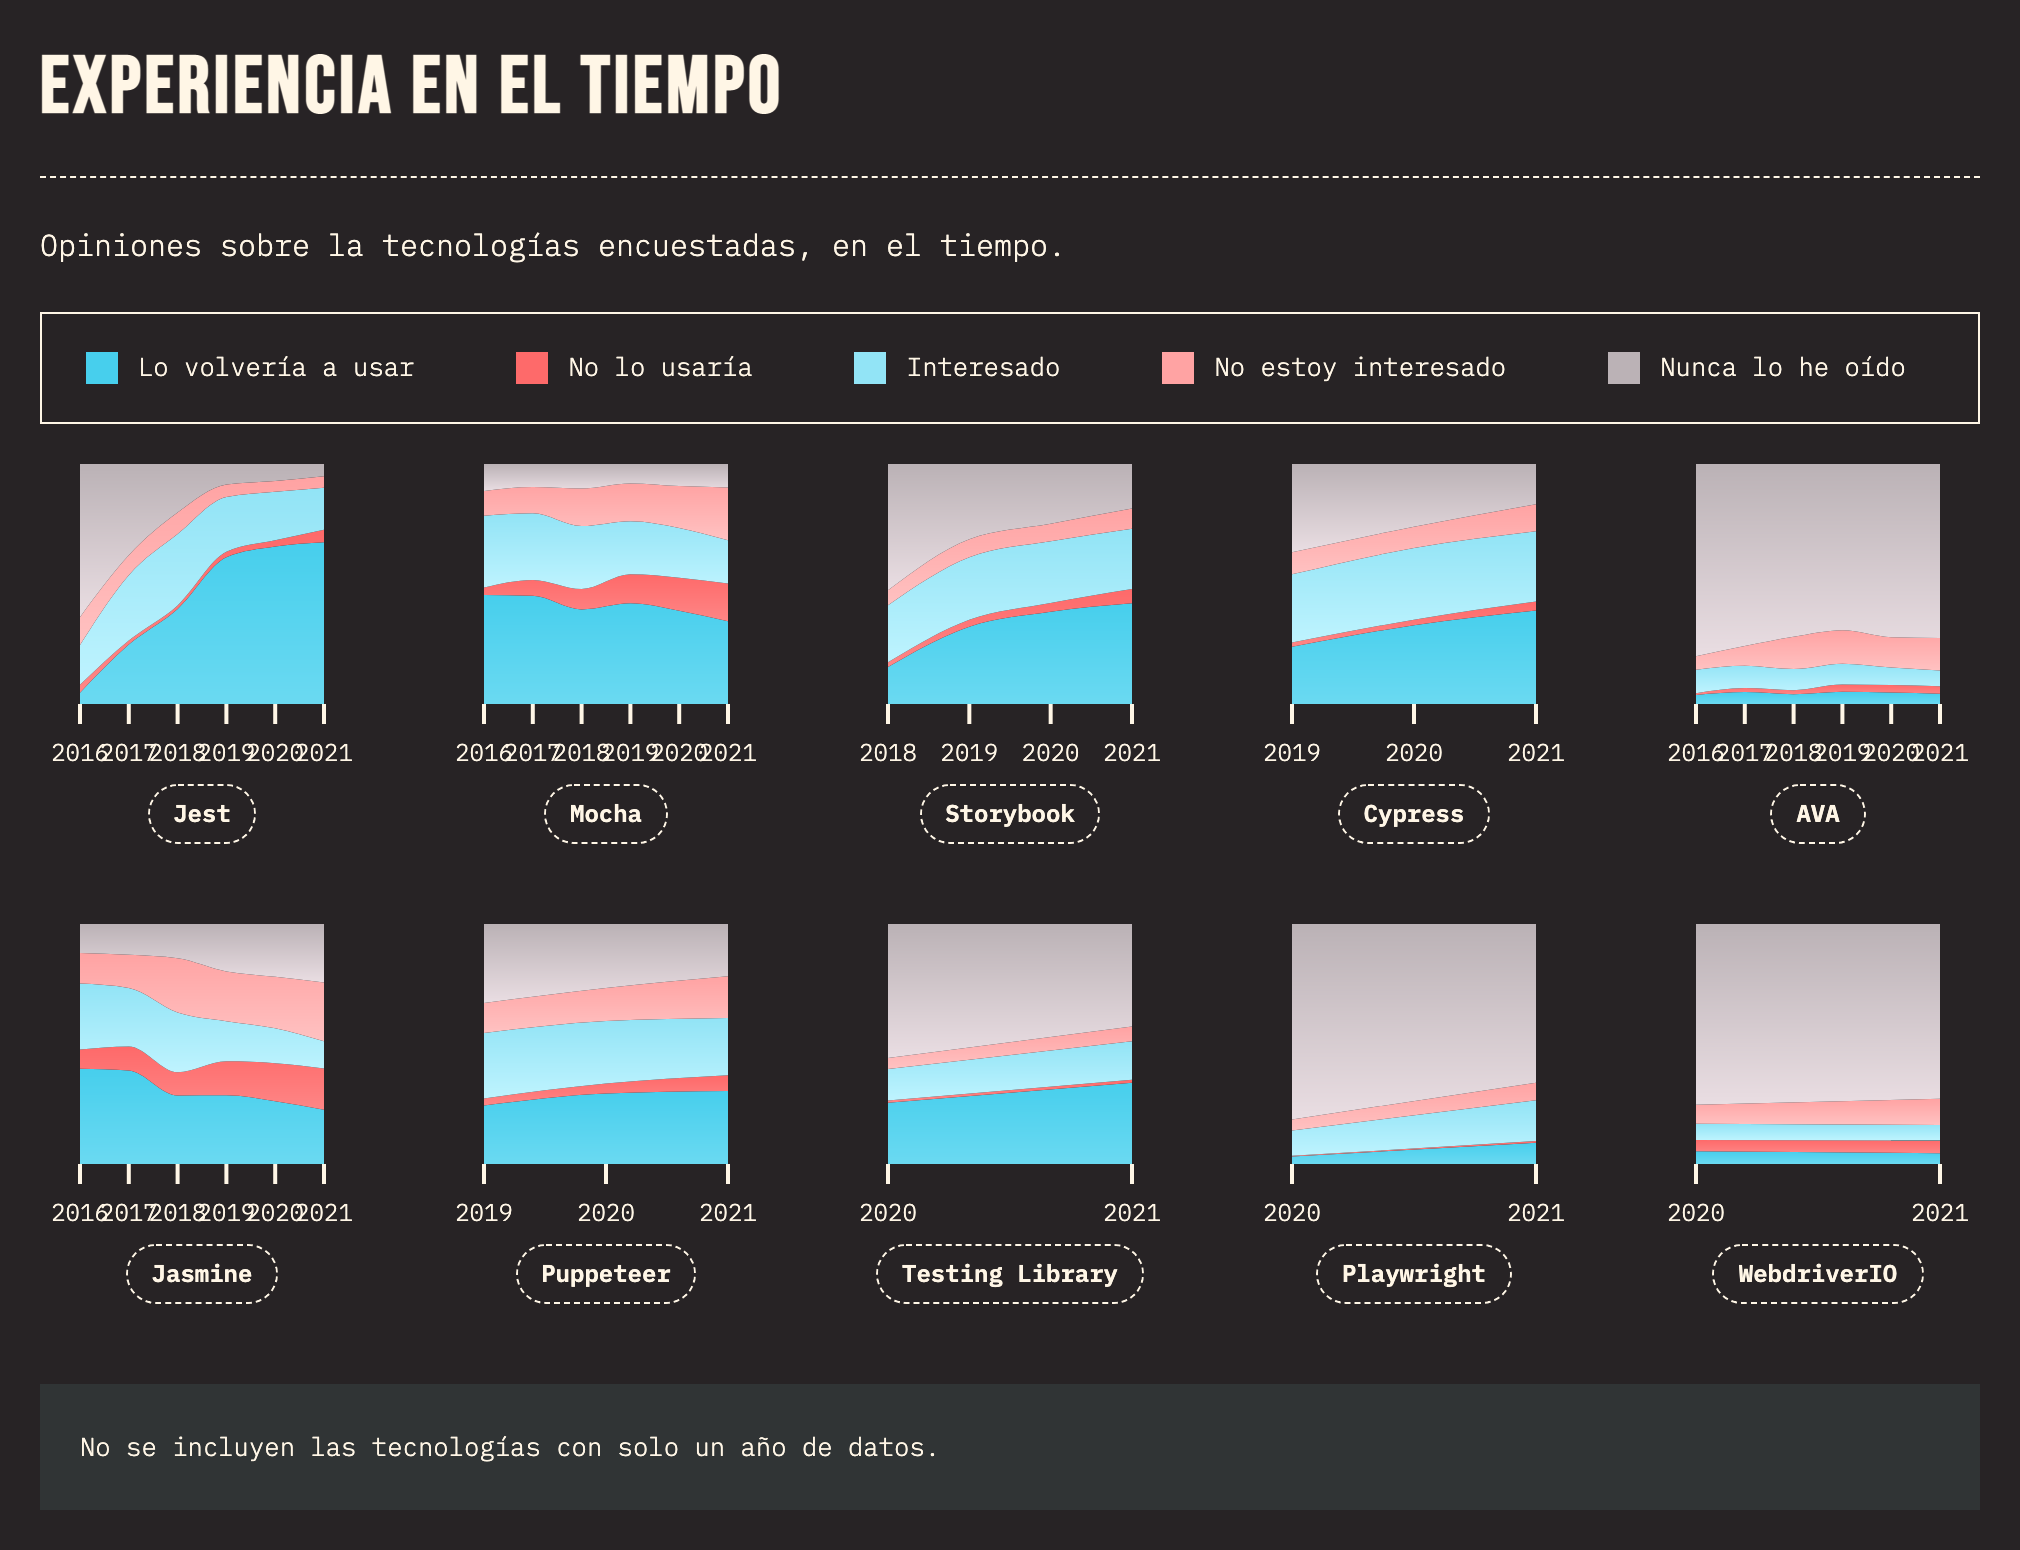 EXPERIENCIA EN EL TIEMPO
Opiniones sobre la tecnologías encuestadas, en el tiempo.
Lo volvería a usar No lo usaría Interesado No estoy interesado Nunca lo he oído
2016 2017 2018 2019 2020 2021 2016 2017 2018 2019 2020 2021 2018 2019 2020 2021 2019 2020 2021 2016 2017 2018 2019 2020 2021
Jest Mocha Storybook Cypress AVA
2016 2017 2018 2019 2020 2021 2019 2020 2021 2020 2021 2020 2021 2020 2021
Jasmine Puppeteer Testing Library Playwright WebdriverIO
No se incluyen las tecnologías con solo un año de datos.